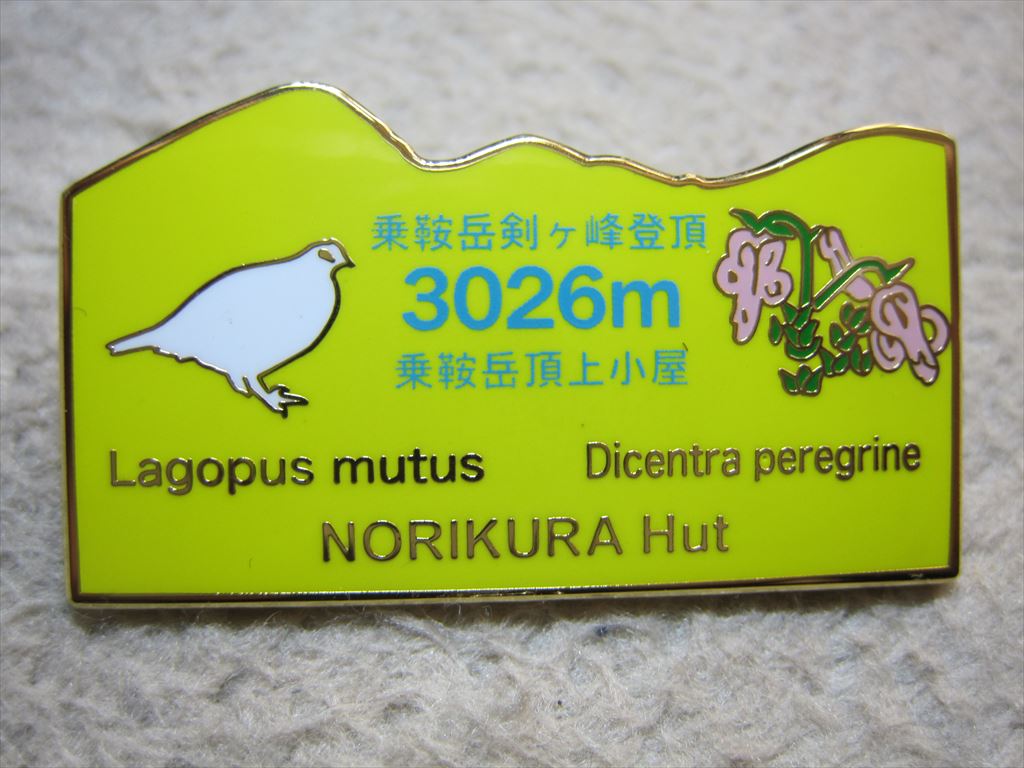 乗鞍岳剣ヶ峰登頂
3026m
乗鞍岳頂上小屋
Lagopus mutus
Dicentra peregrine
NORIKURA Hut